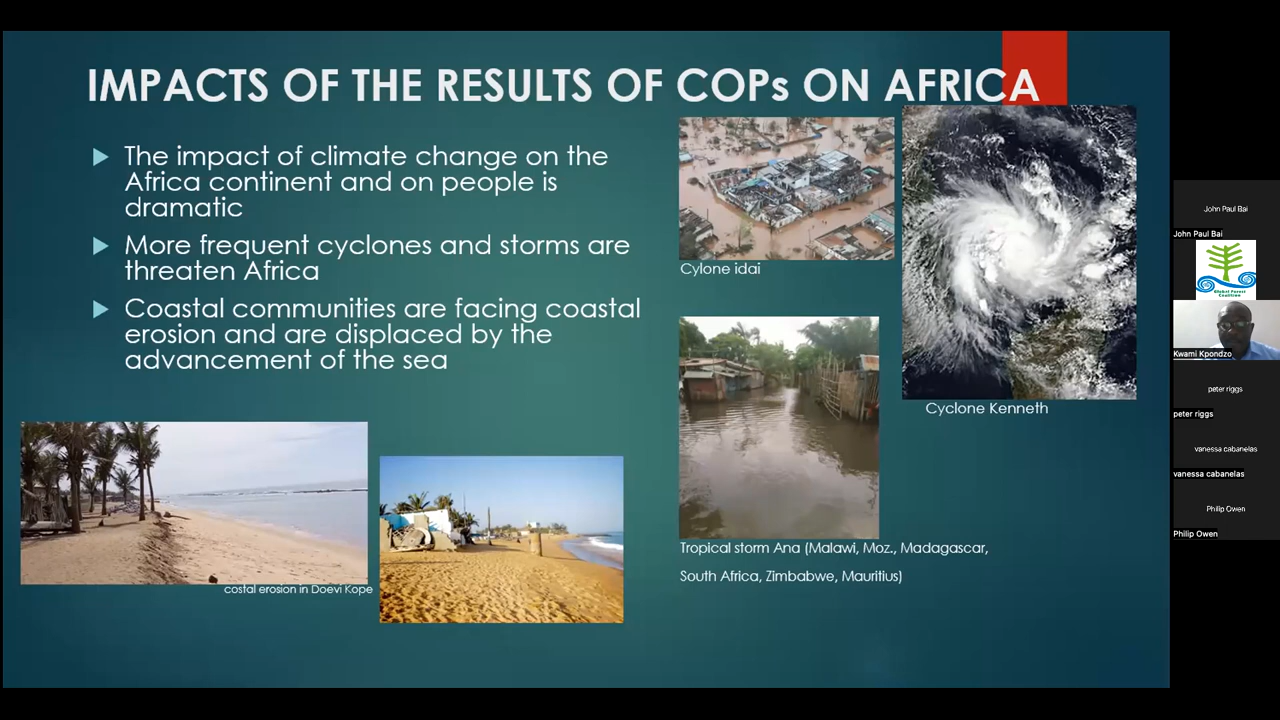 IMPACTS OF THE RESULTS OF COPs ON AFRICA
The impact of climate change on the
Africa continent and on people is
dramatic
More frequent cyclones and storms are
threaten Africa
Coastal communities are facing coastal
erosion and are displaced by the
advancement of the sea
Cylone idai
Cyclone Kenneth
Tropical storm Ana (Malawi, Moz., Madagascar,
South Africa, Zimbabwe, Mauritius)
costal erosion in Doevi Kope
John Paul Bai
John Paul Bai
Global Forest
Coalition
Kwami Kpondzo
peter riggs
peter riggs
vanessa cabanelas
vanessa cabanelas
Philip Owen
Philip Owen